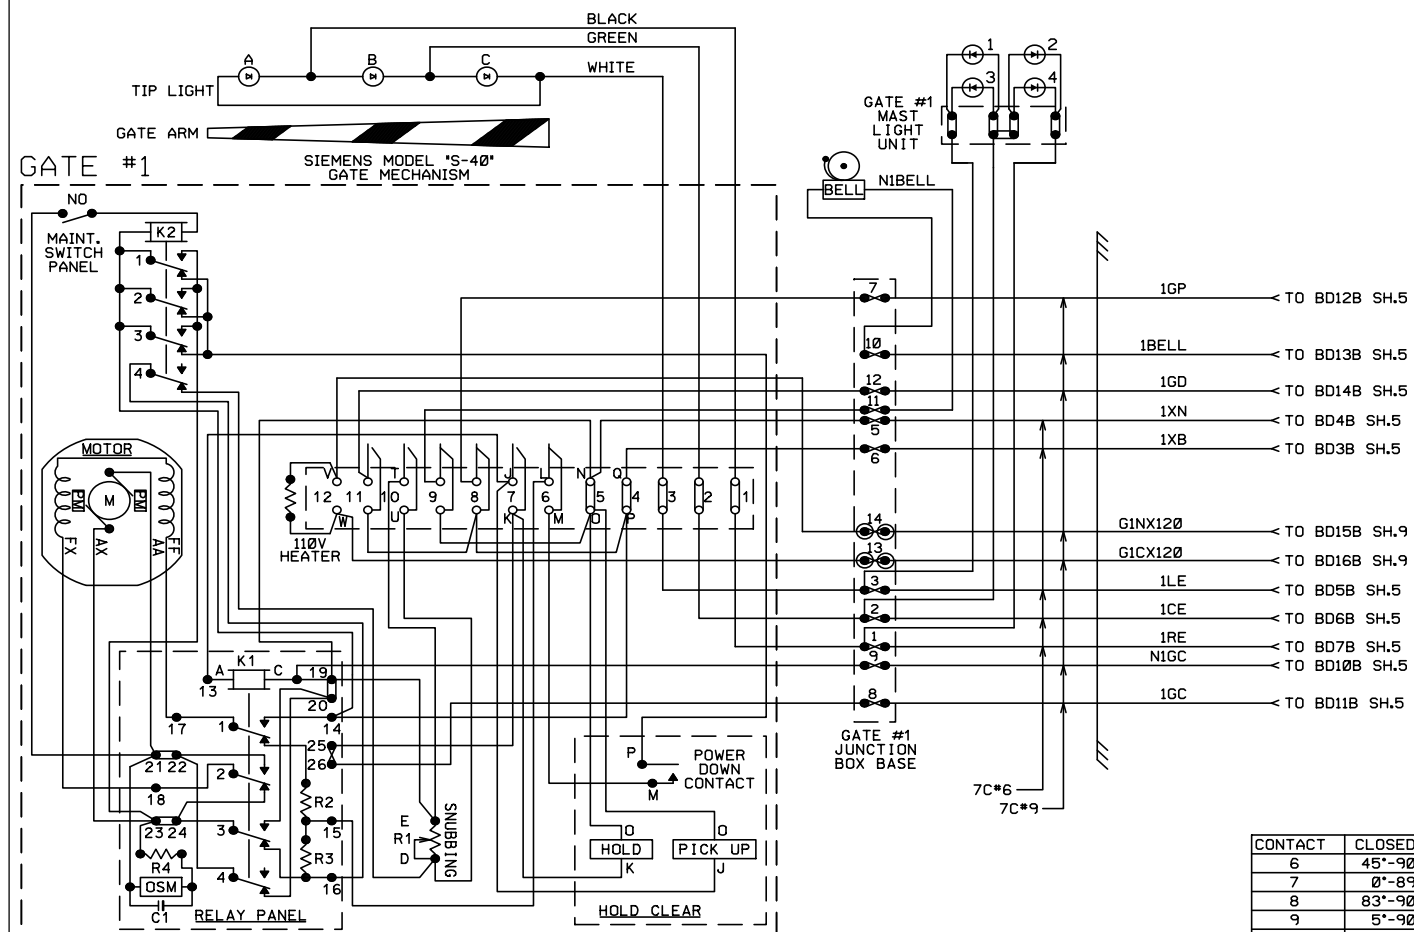 BLACK
GREEN
WHITE
A B C
TIP LIGHT
GATE ARM
SIEMENS MODEL "S-40"
GATE MECHANISM
GATE #1
1 2
3 4
GATE #1
MAST
LIGHT
UNIT
BELL
N1BELL
NO
MAINT.
SWITCH
PANEL
K2
1
2
3
4
7
1GP
< TO BD12B SH.5
10
1BELL
< TO BD13B SH.5
12
1GD
< TO BD14B SH.5
11
1XN
5
< TO BD4B SH.5
1XB
6
< TO BD3B SH.5
MOTOR
PM M PM
FX AX AA FF
V T J L N Q
12 11 10 9 8 7 6 5 4 3 2 1
W U K M O P
110V
HEATER
14
G1NX120
< TO BD15B SH.9
13
G1CX120
< TO BD16B SH.9
3
1LE
< TO BD5B SH.5
2
1CE
< TO BD6B SH.5
1
1RE
< TO BD7B SH.5
9
N1GC
< TO BD10B SH.5
8
1GC
< TO BD11B SH.5
GATE #1
JUNCTION
BOX BASE
7C#6
7C#9
A K1 C 19
13
20
17 1 14
25
21 22 26
2
18
R2
23 24 3 15
R4
R3
OSM 4 16
C1
RELAY PANEL
E
R1
D
SNUBBING
P
POWER
DOWN
CONTACT
M
O O
HOLD PICK UP
K J
HOLD CLEAR
CONTACT CLOSED
6 45°-90
7 0°-89
8 83°-90
9 5°-90